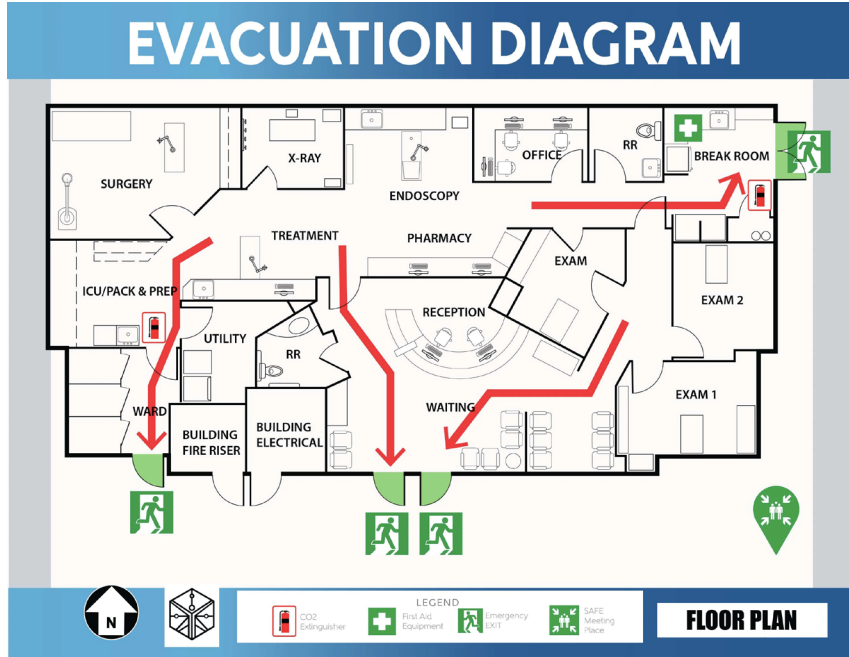 EVACUATION DIAGRAM
SURGERY
X-RAY
OFFICE
RR
BREAK ROOM
ENDOSCOPY
TREATMENT
PHARMACY
EXAM
ICU/PACK & PREP
EXAM 2
UTILITY
RECEPTION
RR
EXAM 1
WARD
WAITING
BUILDING
FIRE RISER
BUILDING
ELECTRICAL
N
LEGEND
CO2
Extinguisher
First Aid
Equipment
Emergency
EXIT
SAFE
Meeting
Place
FLOOR PLAN